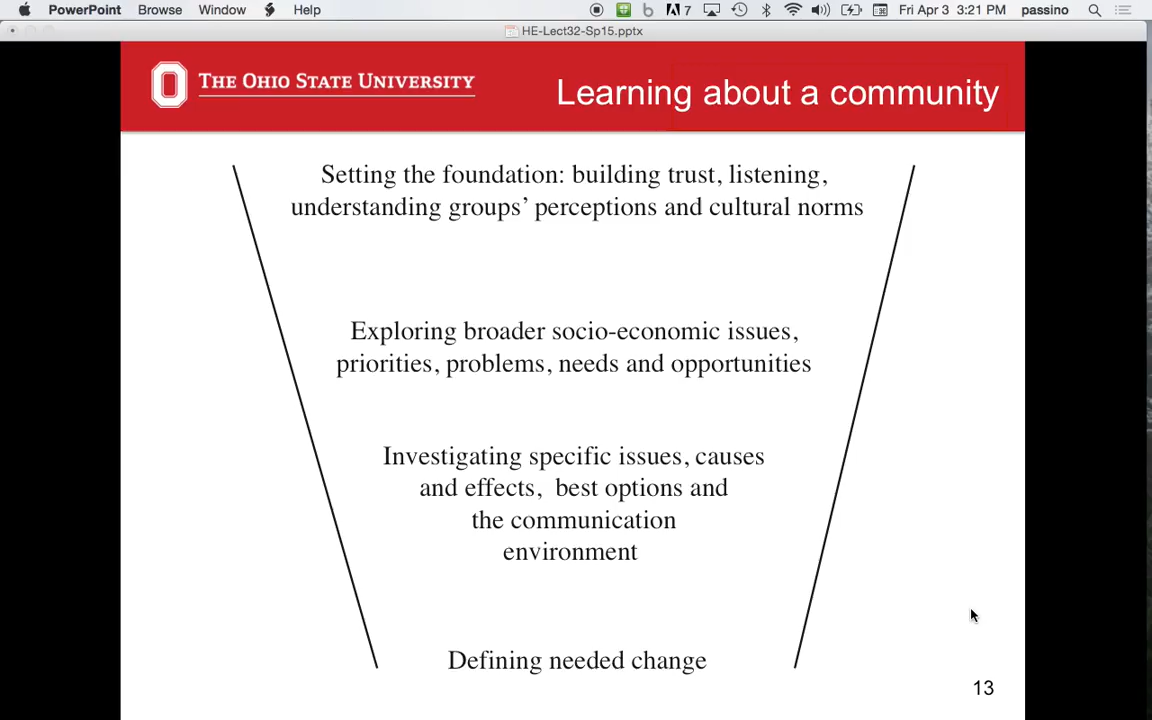 PowerPoint Browse Window Help 7 Fri Apr 3 3:21 PM passino
HE-Lect32-Sp15.pptx
THE OHIO STATE UNIVERSITY
Learning about a community
Setting the foundation: building trust, listening,
understanding groups’ perceptions and cultural norms
Exploring broader socio-economic issues,
priorities, problems, needs and opportunities
Investigating specific issues, causes
and effects,  best options and
the communication
environment
Defining needed change
13